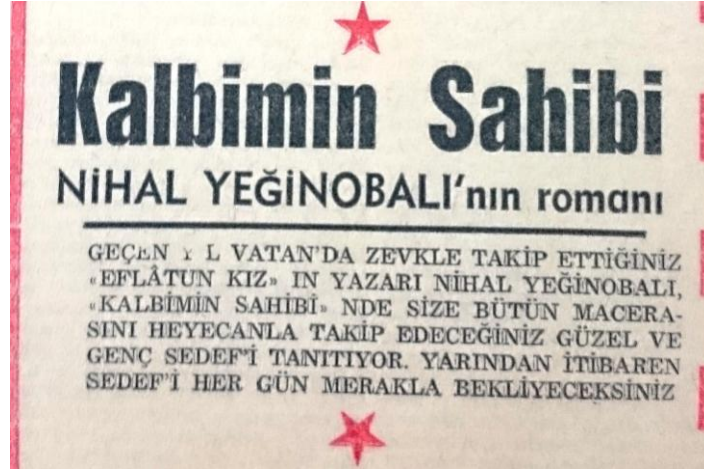 Kalbimin Sahibi
NİHAL YEĞİNOBALI'nın romanı
GEÇEN YIL VATAN'DA ZEVKLE TAKİP ETTİĞİNİZ
«EFLÂTUN KIZ» IN YAZARI NİHAL YEĞİNOBALI,
«KALBİMİN SAHİBİ» NDE SİZE BÜTÜN MACERA-
SINI HEYECANLA TAKİP EDECEĞİNİZ GÜZEL VE
GENÇ SEDEF'İ TANITIYOR. YARINDAN İTİBAREN
SEDEF'İ HER GÜN MERAKLA BEKLİYECEKSİNİZ